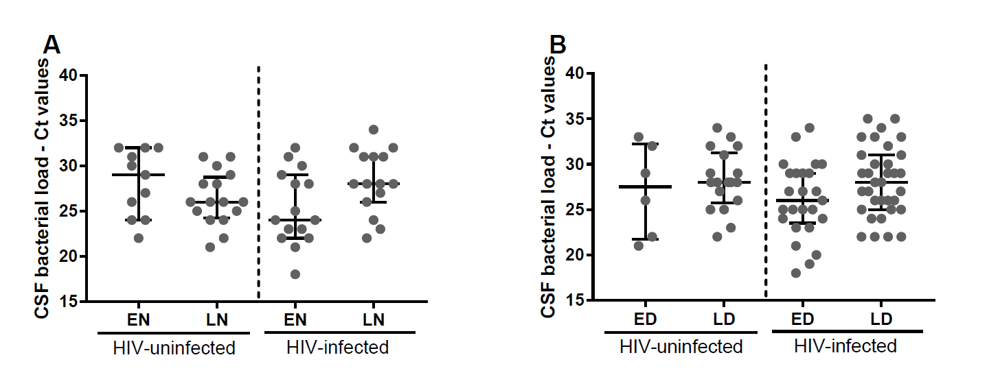 A
CSF bacterial load - Ct values
40
35
30
25
20
15
EN
LN
EN
LN
HIV-uninfected
HIV-infected
B
CSF bacterial load - Ct values
40
35
30
25
20
15
ED
LD
ED
LD
HIV-uninfected
HIV-infected